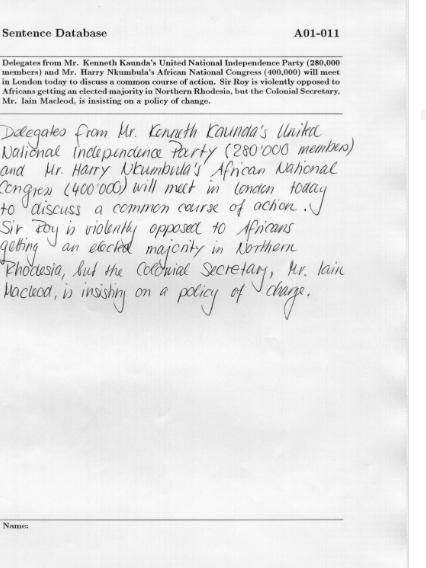 Sentence Database A01-011
Delegates from Mr. Kenneth Kaunda's United National Independence Party (280,000
members) and Mr. Harry Nkumbula's African National Congress (400,000) will meet
in London today to discuss a common course of action. Sir Roy is violently opposed to
Africans getting an elected majority in Northern Rhodesia, but the Colonial Secretary,
Mr. Iain Macleod, is insisting on a policy of change.
Delegates from Mr. Kenneth Kaunda's United
National Independence Party (280'000 members)
and Mr. Harry Nkumbula's African National
Congress (400'000) will meet in London today
to discuss a common course of action.
Sir Roy is violently opposed to Africans
getting an elected majority in Northern
Rhodesia, but the Colonial Secretary, Mr. Iain
Macleod, is insisting on a policy of change.
Name: